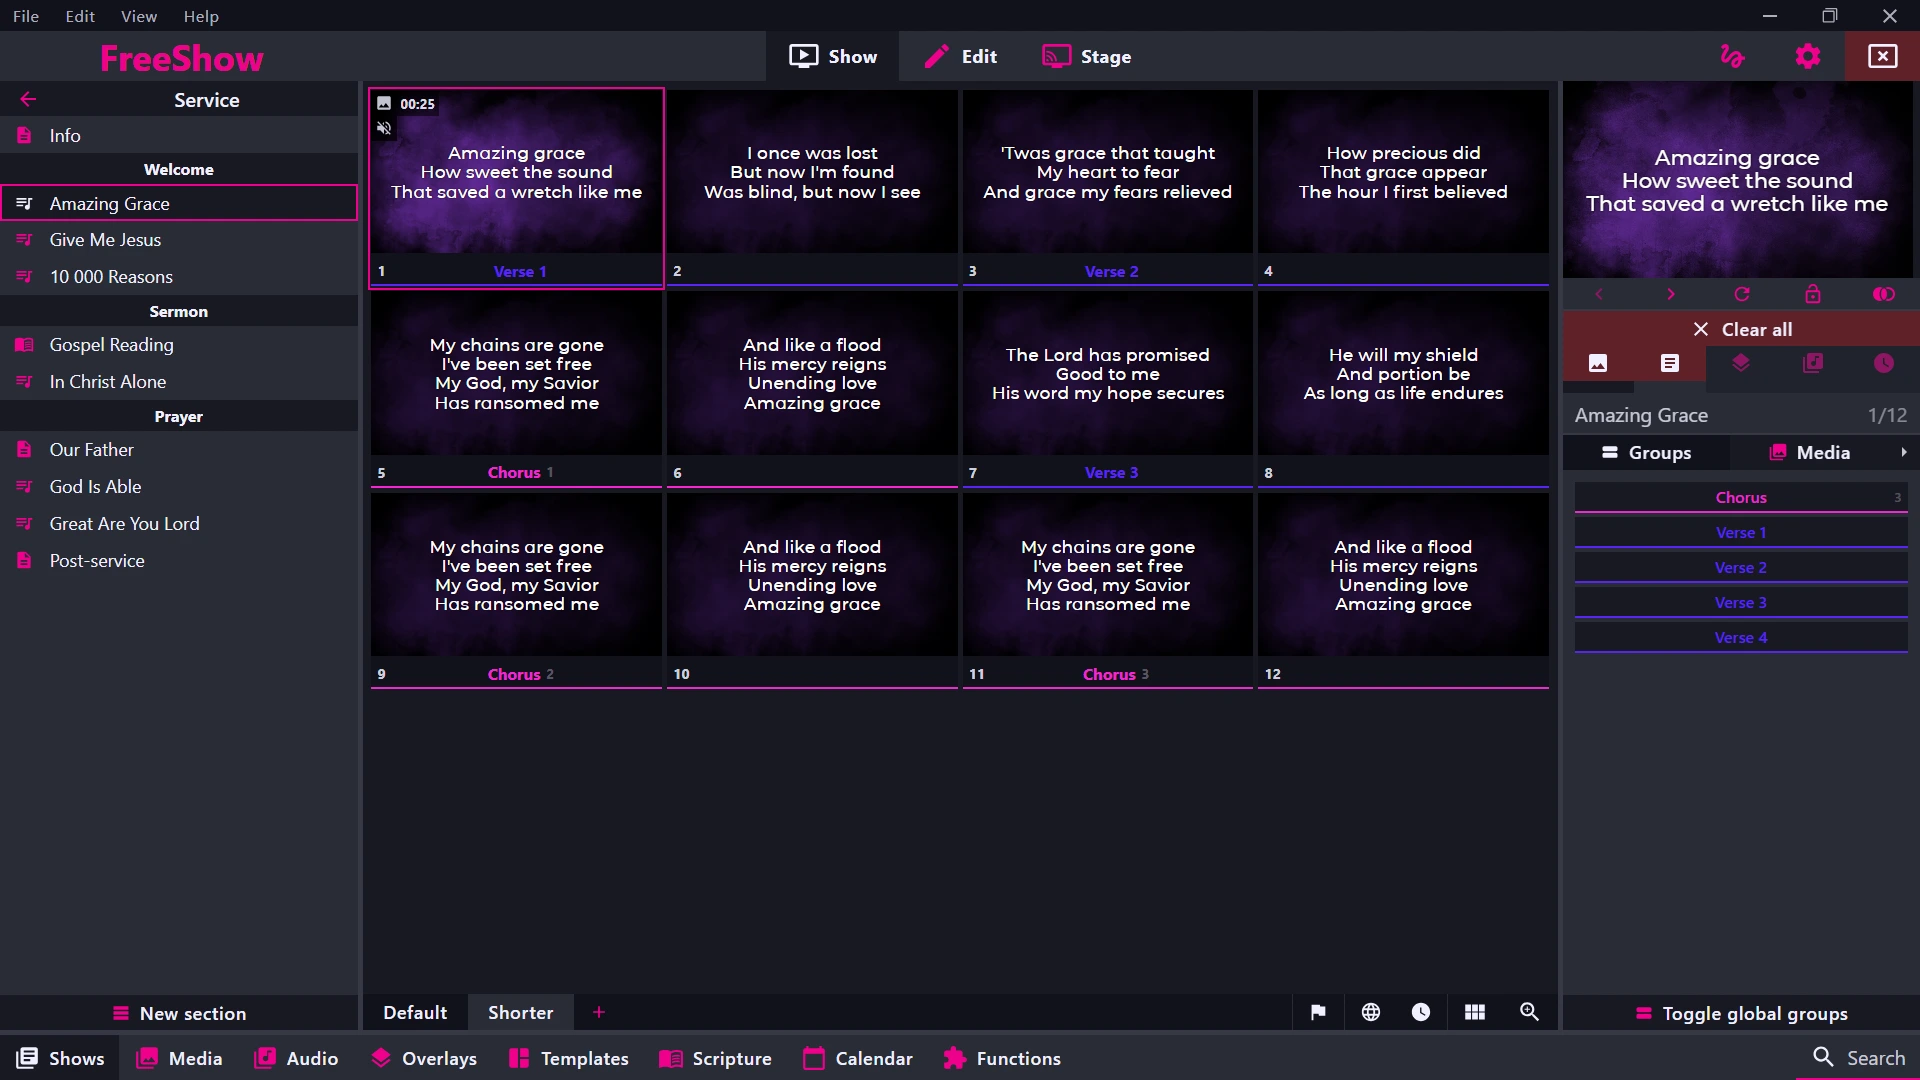 File Edit View Help
FreeShow
Show Edit Stage
Service
Info
Welcome
Amazing Grace
Give Me Jesus
10 000 Reasons
Sermon
Gospel Reading
In Christ Alone
Prayer
Our Father
God Is Able
Great Are You Lord
Post-service
New section
00:25
Amazing grace
How sweet the sound
That saved a wretch like me
1 Verse 1
I once was lost
But now I'm found
Was blind, but now I see
2
'Twas grace that taught
My heart to fear
And grace my fears relieved
3 Verse 2
How precious did
That grace appear
The hour I first believed
4
My chains are gone
I've been set free
My God, my Savior
Has ransomed me
5 Chorus 1
And like a flood
His mercy reigns
Unending love
Amazing grace
6
The Lord has promised
Good to me
His word my hope secures
7 Verse 3
He will my shield
And portion be
As long as life endures
8
My chains are gone
I've been set free
My God, my Savior
Has ransomed me
9 Chorus 2
And like a flood
His mercy reigns
Unending love
Amazing grace
10
My chains are gone
I've been set free
My God, my Savior
Has ransomed me
11 Chorus 3
And like a flood
His mercy reigns
Unending love
Amazing grace
12
Default Shorter +
Amazing grace
How sweet the sound
That saved a wretch like me
Clear all
Amazing Grace 1/12
Groups Media
Chorus 3
Verse 1
Verse 2
Verse 3
Verse 4
Toggle global groups
Shows Media Audio Overlays Templates Scripture Calendar Functions Search